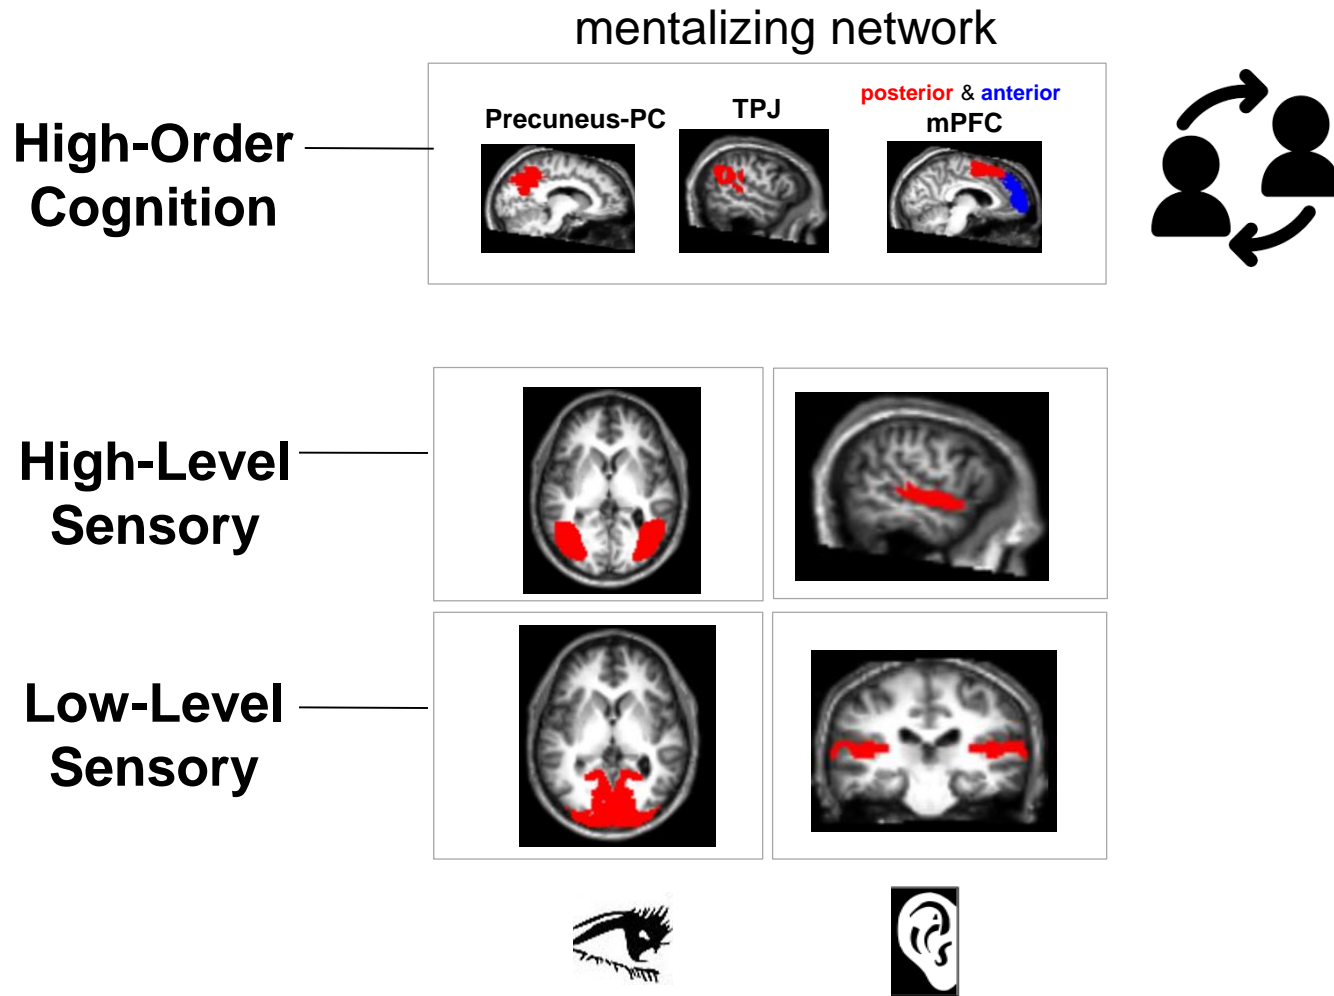 mentalizing network
High-Order
Cognition
Precuneus-PC
TPJ
posterior & anterior
mPFC
High-Level
Sensory
Low-Level
Sensory